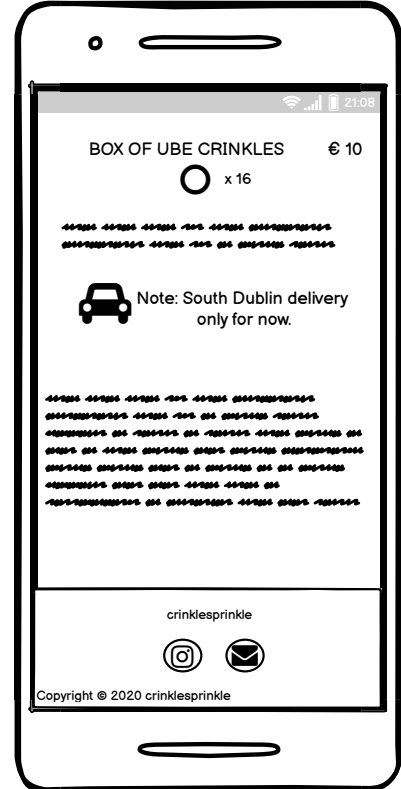 21:08
BOX OF UBE CRINKLES € 10
x 16
Note: South Dublin delivery
only for now.
crinklesprinkle
Copyright © 2020 crinklesprinkle